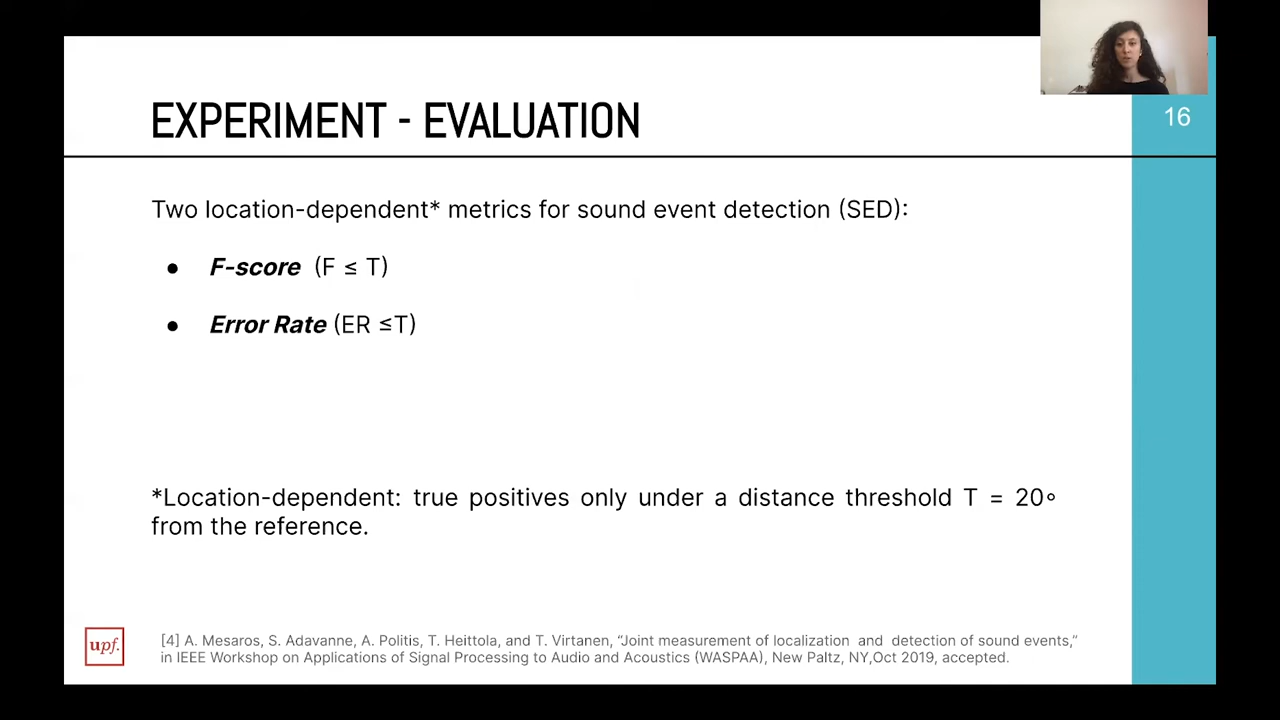 EXPERIMENT - EVALUATION
16
Two location-dependent* metrics for sound event detection (SED):
● F-score (F ≤ T)
● Error Rate (ER ≤T)
*Location-dependent: true positives only under a distance threshold T = 20∘
from the reference.
upf.
[4] A. Mesaros, S. Adavanne, A. Politis, T. Heittola, and T. Virtanen, “Joint measurement of localization and detection of sound events,”
in IEEE Workshop on Applications of Signal Processing to Audio and Acoustics (WASPAA), New Paltz, NY,Oct 2019, accepted.